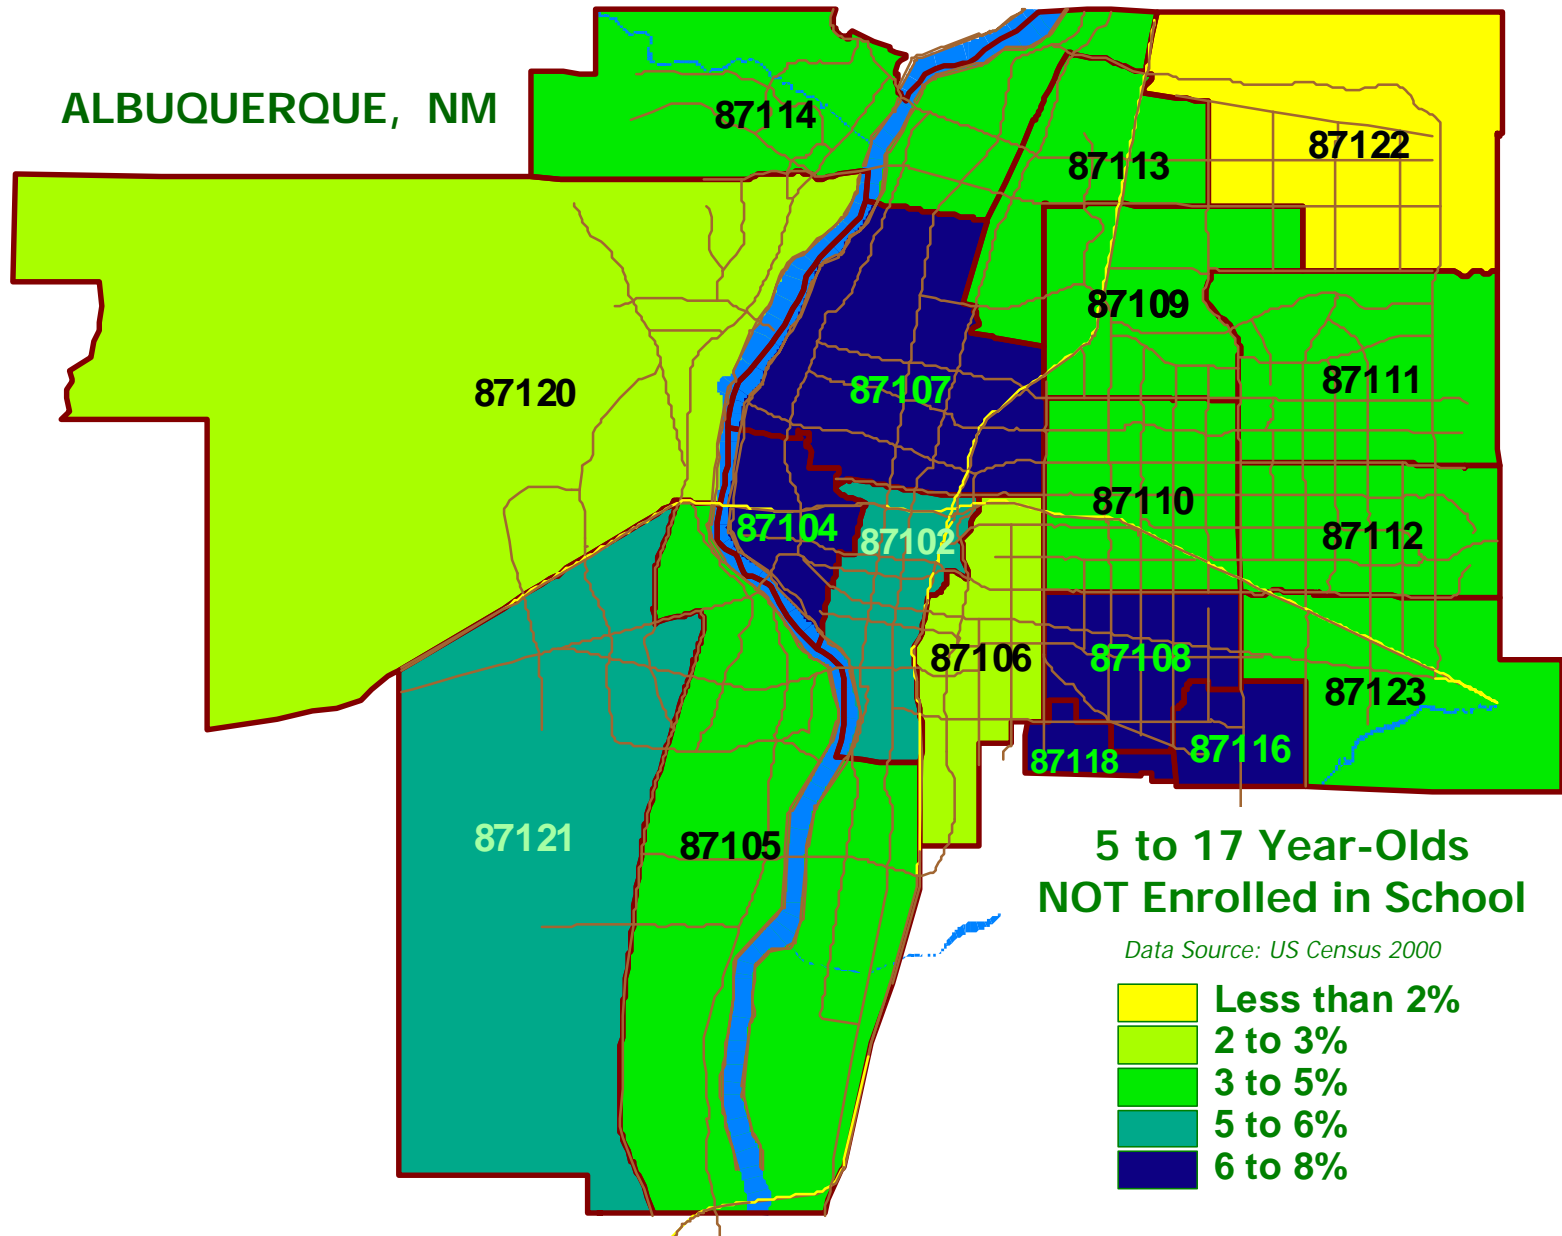 ALBUQUERQUE, NM
87114
87122
87113
87109
87120
87107
87111
87110
87104
87102
87112
87106
87108
87123
87116
87118
87121
87105
5 to 17 Year-Olds
NOT Enrolled in School
Data Source: US Census 2000
Less than 2%
2 to 3%
3 to 5%
5 to 6%
6 to 8%